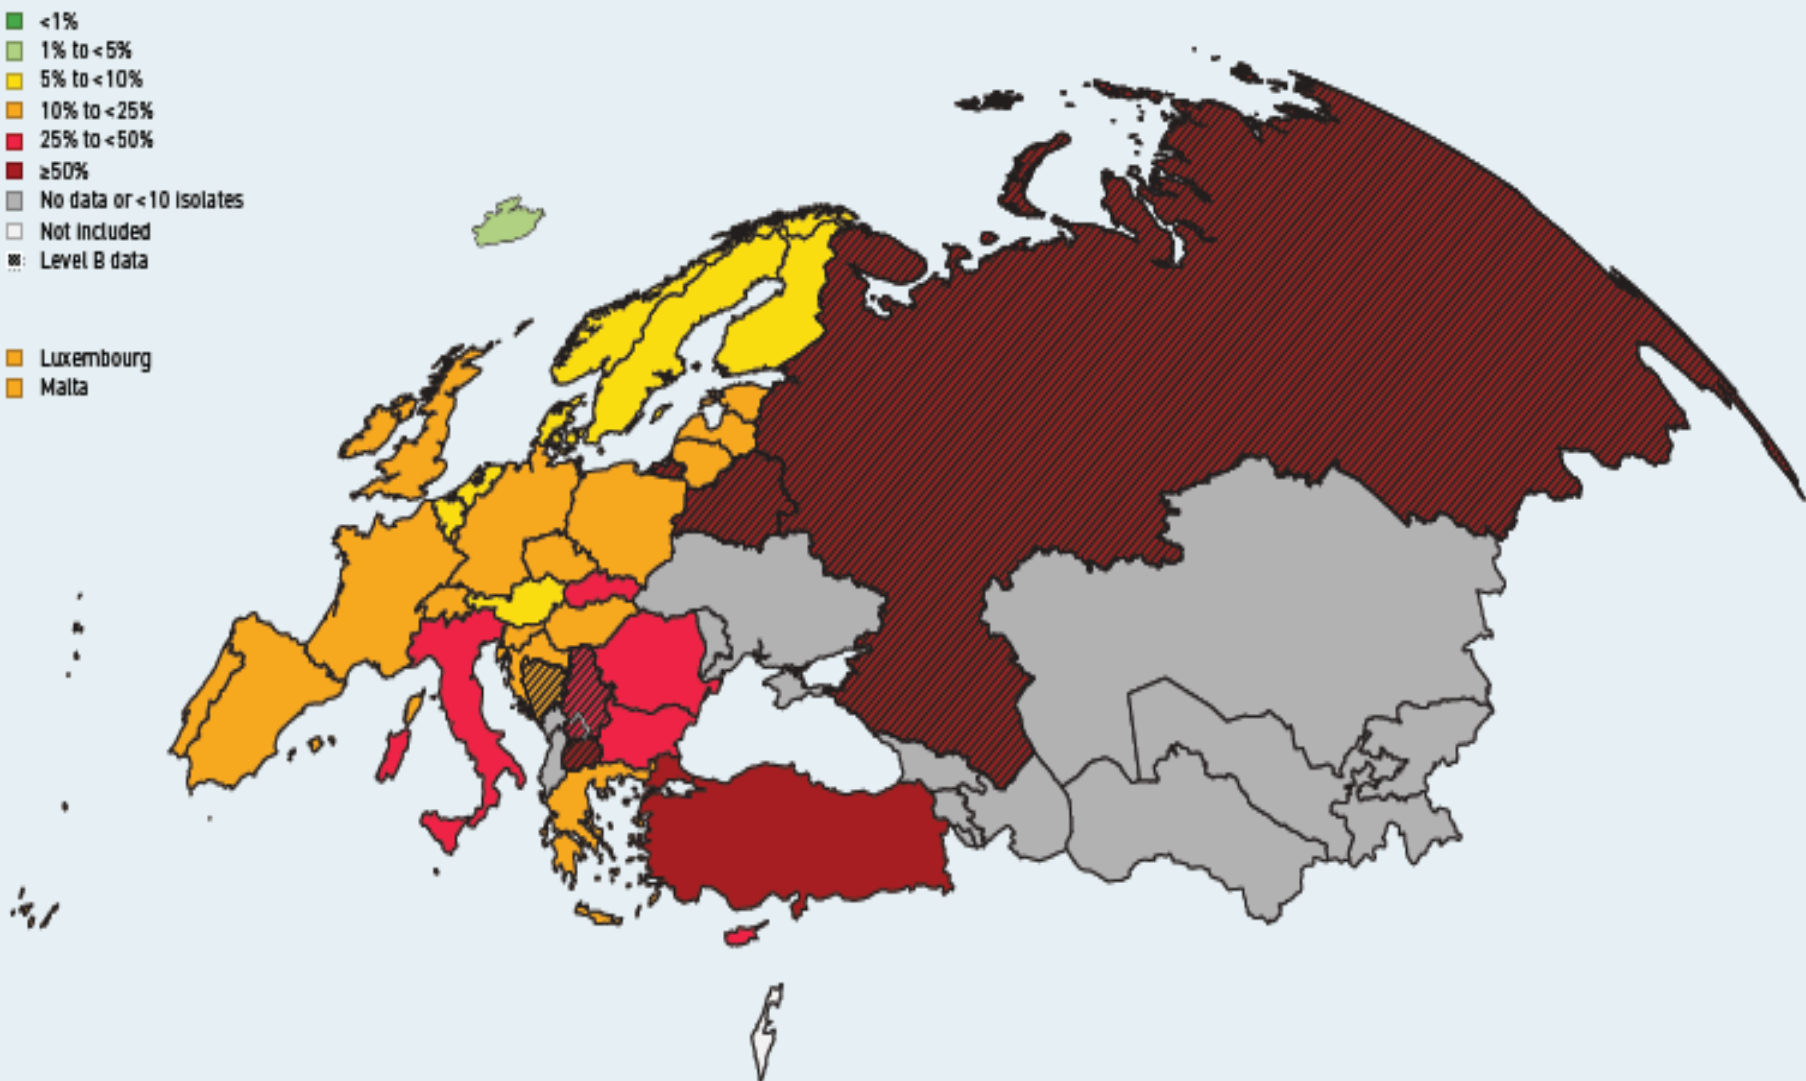 <1%
1% to <5%
5% to <10%
10% to <25%
25% to <50%
≥50%
No data or <10 isolates
Not included
Level B data
Luxembourg
Malta